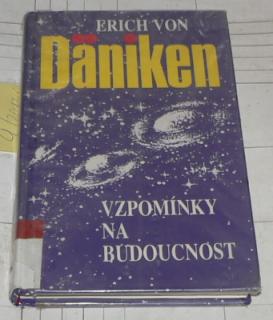 ERICH VON
Däniken
VZPOMÍNKY
NA
BUDOUCNOST